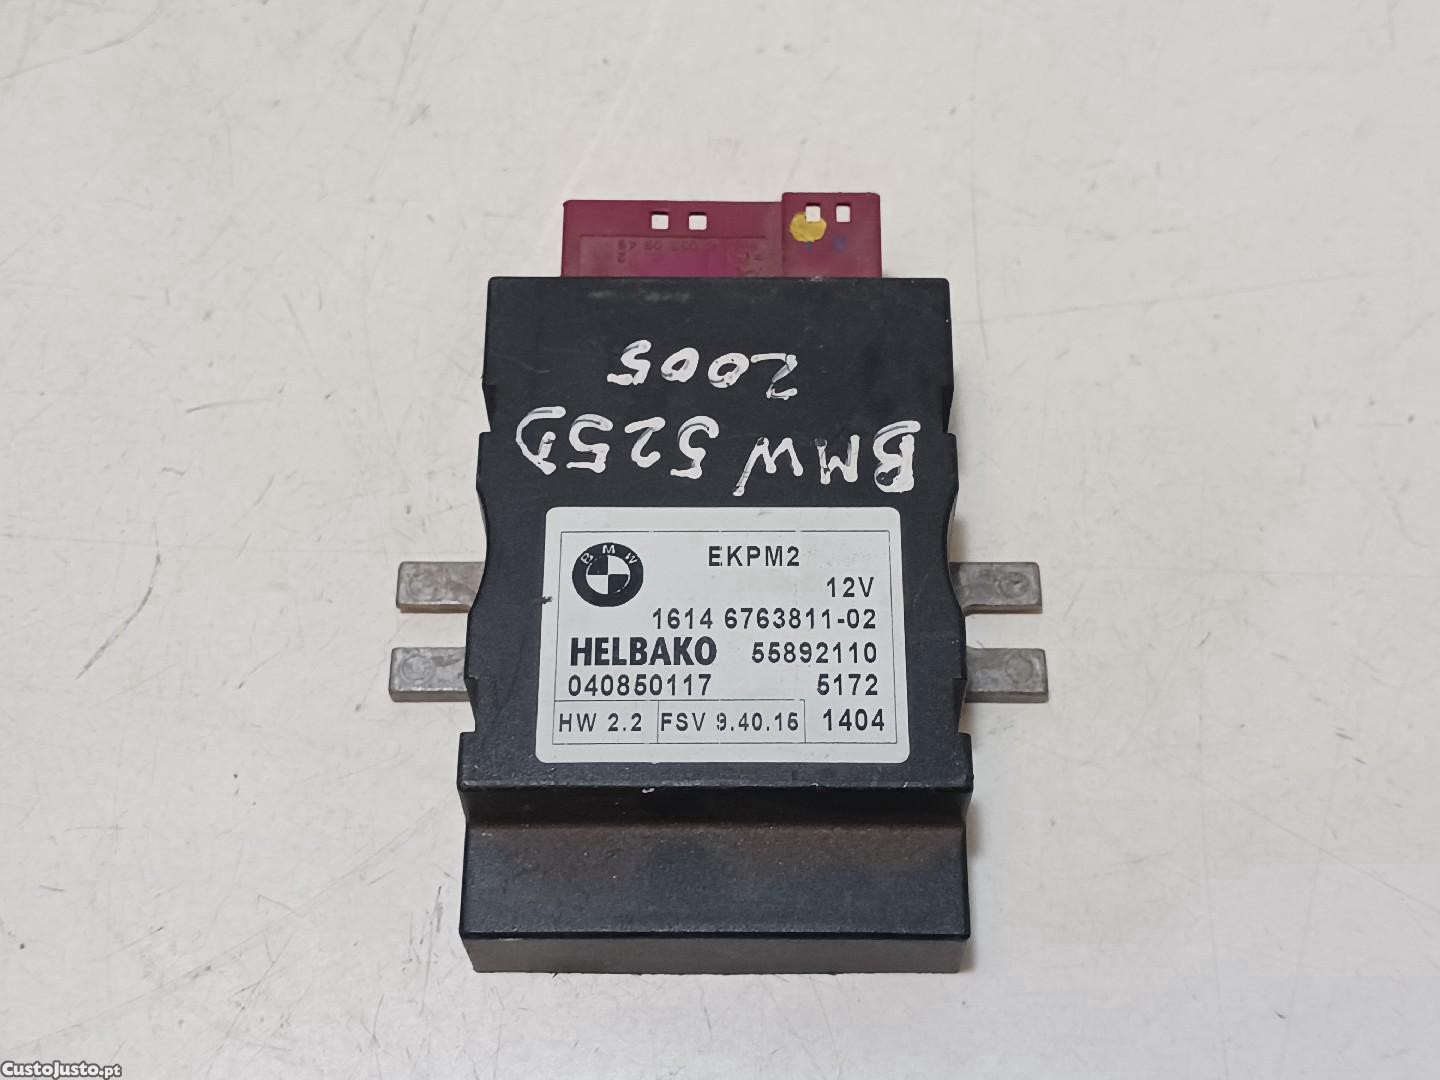 BMW 525D
2005
BMW
EKPM2
12V
1614 6763811-02
HELBAKO 55892110
040850117 5172
HW 2.2 FSV 9.40.16 1404
CustoJusto.pt